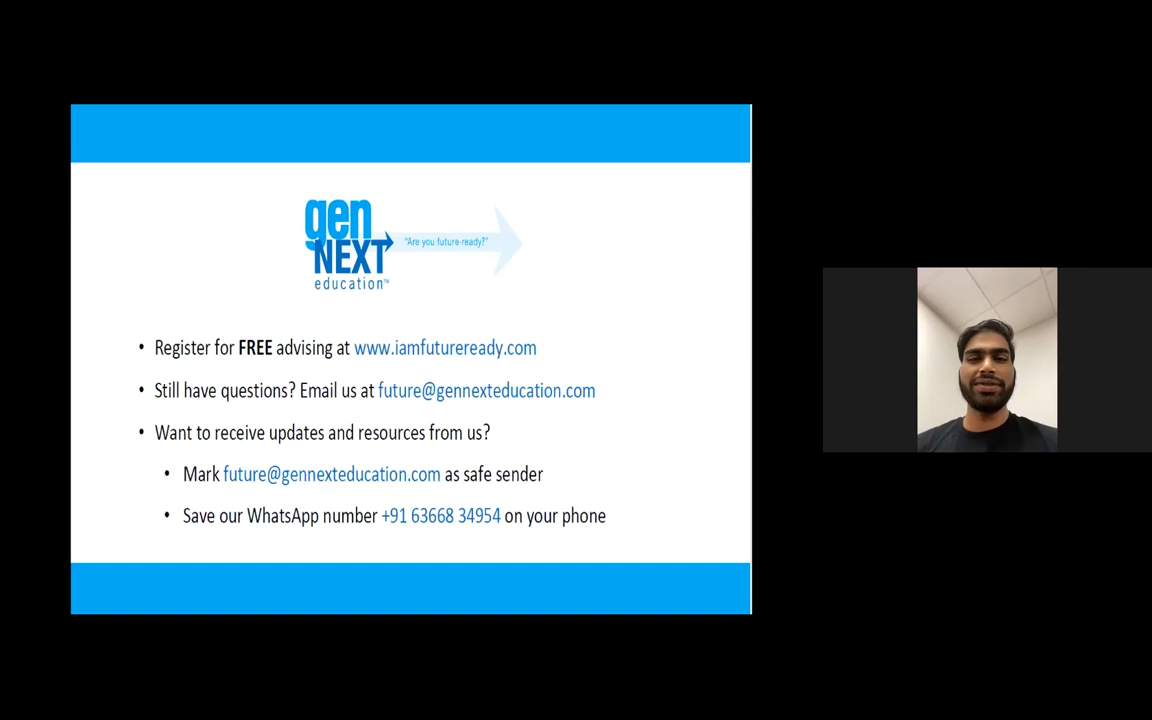 gen
NEXT
education™
"Are you future-ready?"
• Register for FREE advising at www.iamfutureready.com
• Still have questions? Email us at future@gennexteducation.com
• Want to receive updates and resources from us?
• Mark future@gennexteducation.com as safe sender
• Save our WhatsApp number +91 63668 34954 on your phone